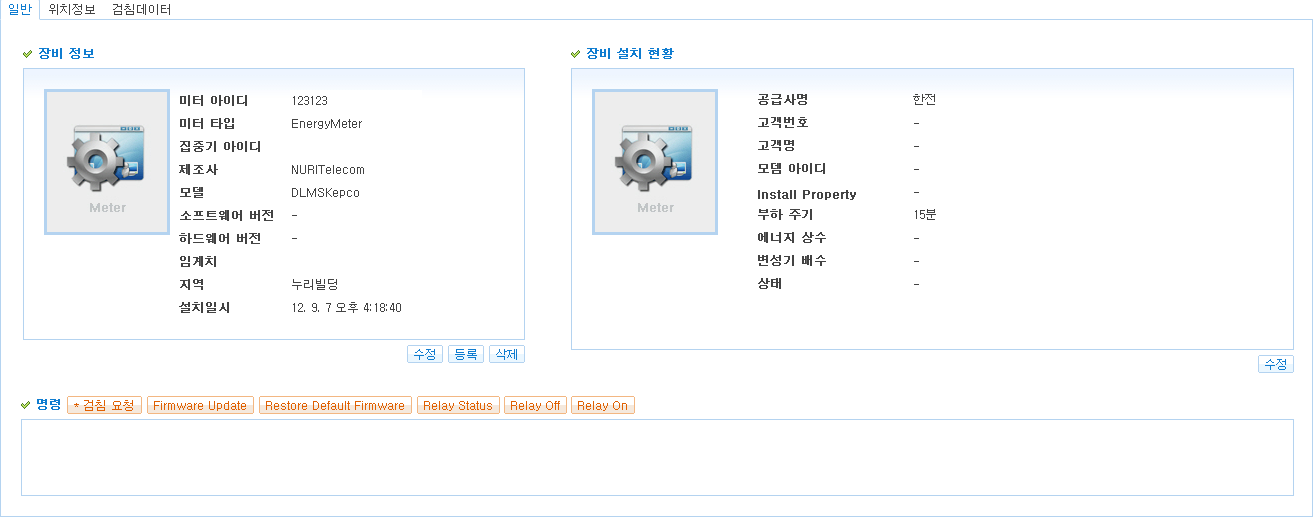 일반 위치정보 검침데이터
장비 정보
Meter
미터 아이디 123123
미터 타입 EnergyMeter
집중기 아이디
제조사 NURITelecom
모델 DLMSKepco
소프트웨어 버전 -
하드웨어 버전 -
임계치
지역 누리빌딩
설치일시 12. 9. 7 오후 4:18:40
수정 등록 삭제
장비 설치 현황
Meter
공급사명 한전
고객번호 -
고객명 -
모뎀 아이디 -
Install Property -
부하 주기 15분
에너지 상수 -
변성기 배수 -
상태 -
수정
명령 * 검침 요청 Firmware Update Restore Default Firmware Relay Status Relay Off Relay On